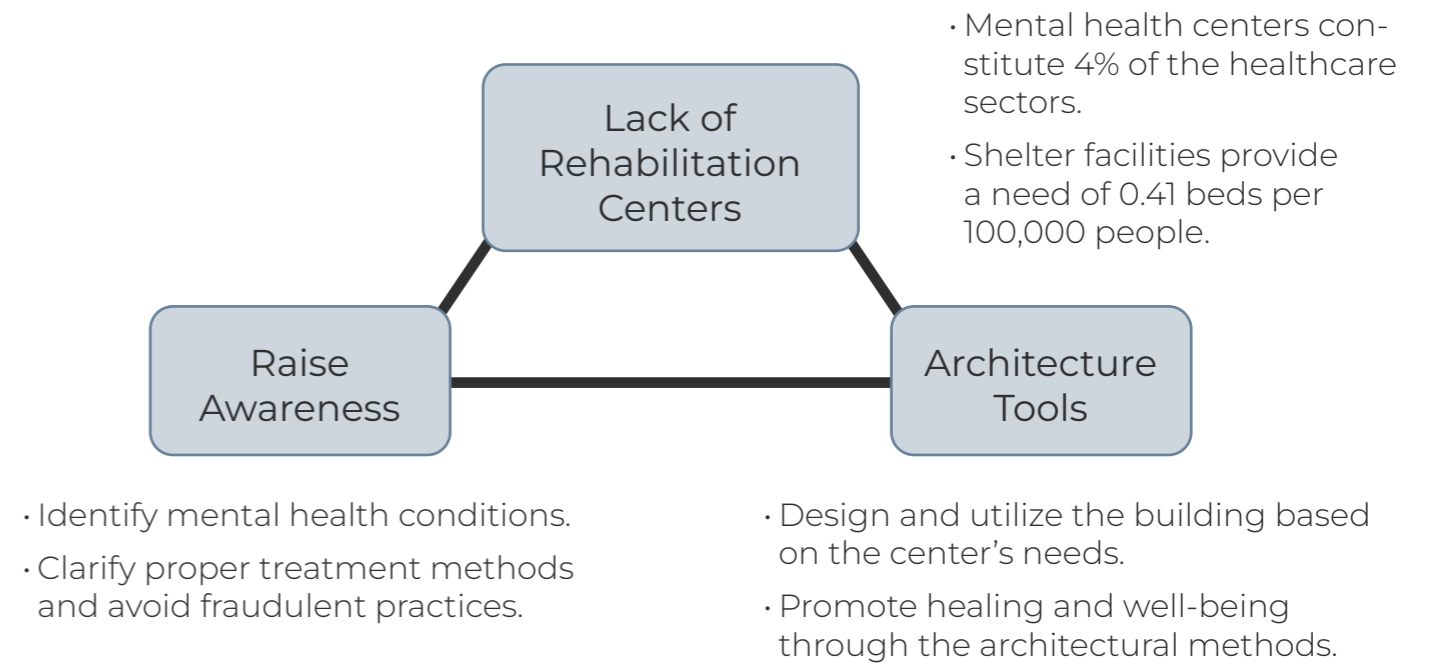 Lack of
Rehabilitation
Centers
· Mental health centers con-
stitute 4% of the healthcare
sectors.
· Shelter facilities provide
a need of 0.41 beds per
100,000 people.
Raise
Awareness
· Identify mental health conditions.
· Clarify proper treatment methods
and avoid fraudulent practices.
Architecture
Tools
· Design and utilize the building based
on the center’s needs.
· Promote healing and well-being
through the architectural methods.